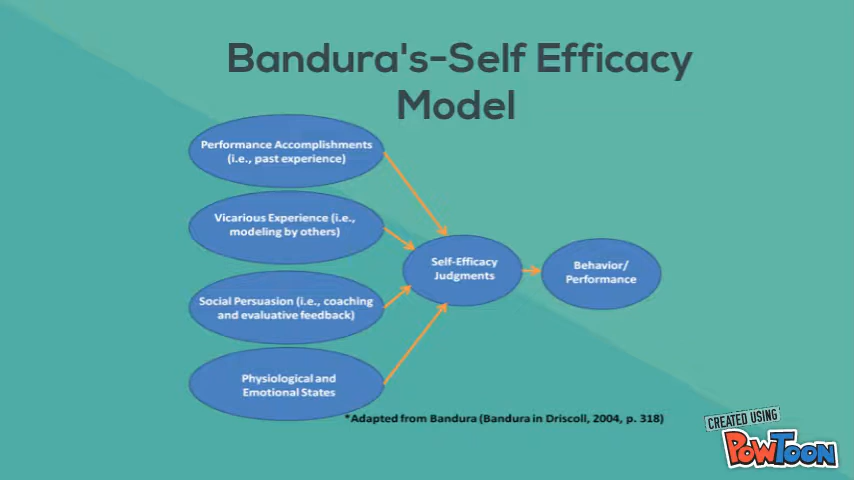 Bandura's-Self Efficacy
Model
Performance Accomplishments
(i.e., past experience)
Vicarious Experience (i.e.,
modeling by others)
Social Persuasion (i.e., coaching
and evaluative feedback)
Physiological and
Emotional States
Self-Efficacy
Judgments
Behavior/
Performance
*Adapted from Bandura (Bandura in Driscoll, 2004, p. 318)
CREATED USING
POWTOON